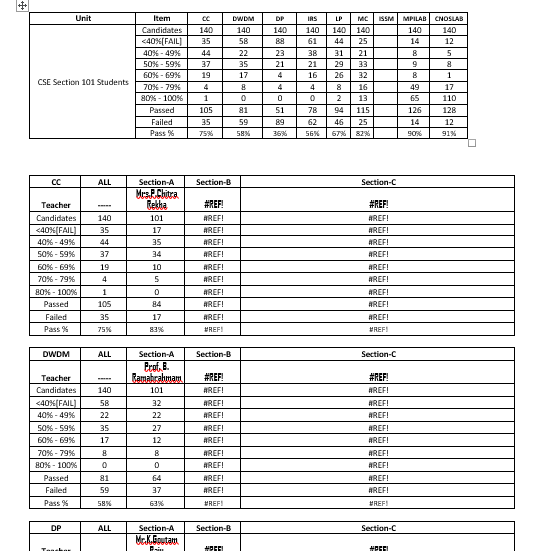 Unit Item CC DWDM DP IRS LP MC ISSM MPILAB CNOSLAB
Candidates 140 140 140 140 140 140 140 140
<40%[FAIL] 35 58 88 61 44 25 14 12
40% - 49% 44 22 23 38 31 21 8 5
50% - 59% 37 35 21 21 29 33 9 8
CSE Section 101 Students
60% - 69% 19 17 4 16 26 32 8 1
70% - 79% 4 8 4 4 8 16 49 17
80% - 100% 1 0 0 0 2 13 65 110
Passed 105 81 51 78 94 115 126 128
Failed 35 59 89 62 46 25 14 12
Pass % 75% 58% 36% 56% 67% 82% 90% 91%
CC ALL Section-A Section-B Section-C
Teacher ----- Mrs.P.Chitra Rekha #REF! #REF!
Candidates 140 101 #REF! #REF!
<40%[FAIL] 35 17 #REF! #REF!
40% - 49% 44 35 #REF! #REF!
50% - 59% 37 34 #REF! #REF!
60% - 69% 19 10 #REF! #REF!
70% - 79% 4 5 #REF! #REF!
80% - 100% 1 0 #REF! #REF!
Passed 105 84 #REF! #REF!
Failed 35 17 #REF! #REF!
Pass % 75% 83% #REF! #REF!
DWDM ALL Section-A Section-B Section-C
Teacher ----- Prof. B. Ramabrahmam #REF! #REF!
Candidates 140 101 #REF! #REF!
<40%[FAIL] 58 32 #REF! #REF!
40% - 49% 22 22 #REF! #REF!
50% - 59% 35 27 #REF! #REF!
60% - 69% 17 12 #REF! #REF!
70% - 79% 8 8 #REF! #REF!
80% - 100% 0 0 #REF! #REF!
Passed 81 64 #REF! #REF!
Failed 59 37 #REF! #REF!
Pass % 58% 63% #REF! #REF!
DP ALL Section-A Section-B Section-C
Teacher ----- Mr.K.Goutam Raju #REF! #REF!